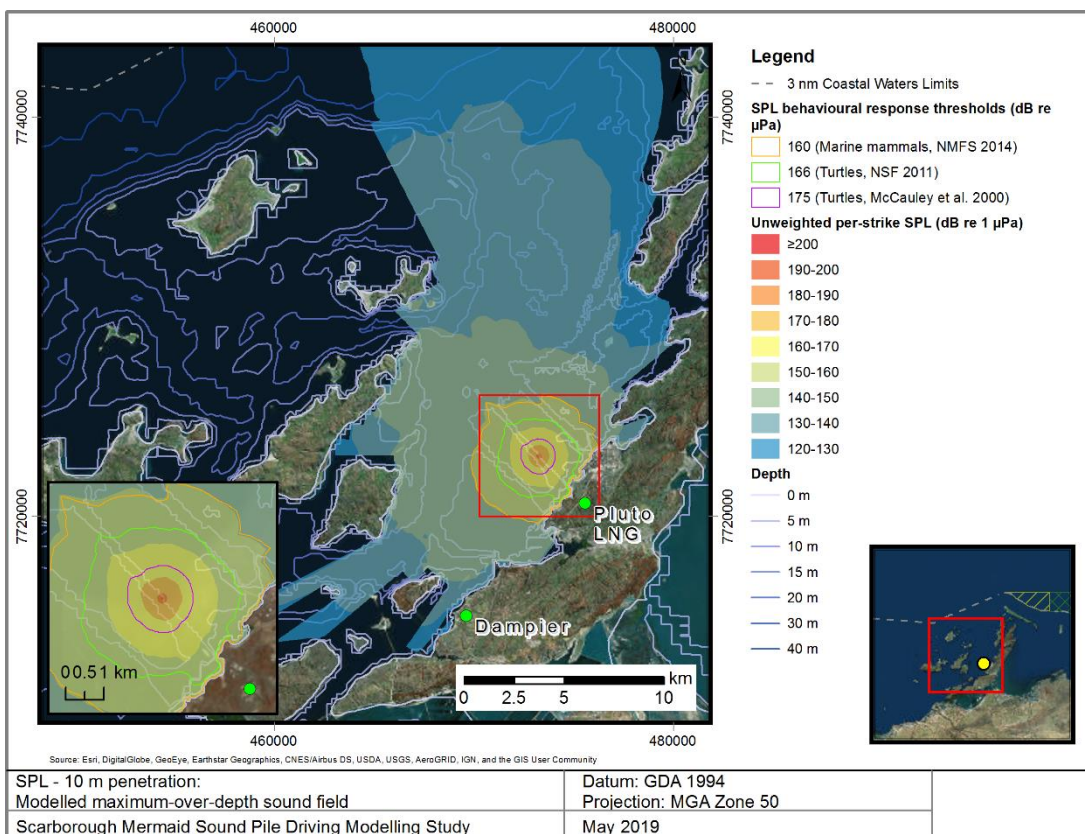 460000
480000
7740000
7740000
7720000
7720000
Pluto
LNG
Dampier
0 0.5 1 km
km
0
2.5
5
10
460000
480000
Legend
3 nm Coastal Waters Limits
SPL behavioural response thresholds (dB re
µPa)
160 (Marine mammals, NMFS 2014)
166 (Turtles, NSF 2011)
175 (Turtles, McCauley et al. 2000)
Unweighted per-strike SPL (dB re 1 µPa)
≥200
190-200
180-190
170-180
160-170
150-160
140-150
130-140
120-130
Depth
0 m
5 m
10 m
15 m
20 m
30 m
40 m
Source: Esri, DigitalGlobe, GeoEye, Earthstar Geographics, CNES/Airbus DS, USDA, USGS, AeroGRID, IGN, and the GIS User Community
SPL - 10 m penetration:
Modelled maximum-over-depth sound field
Datum: GDA 1994
Projection: MGA Zone 50
Scarborough Mermaid Sound Pile Driving Modelling Study
May 2019